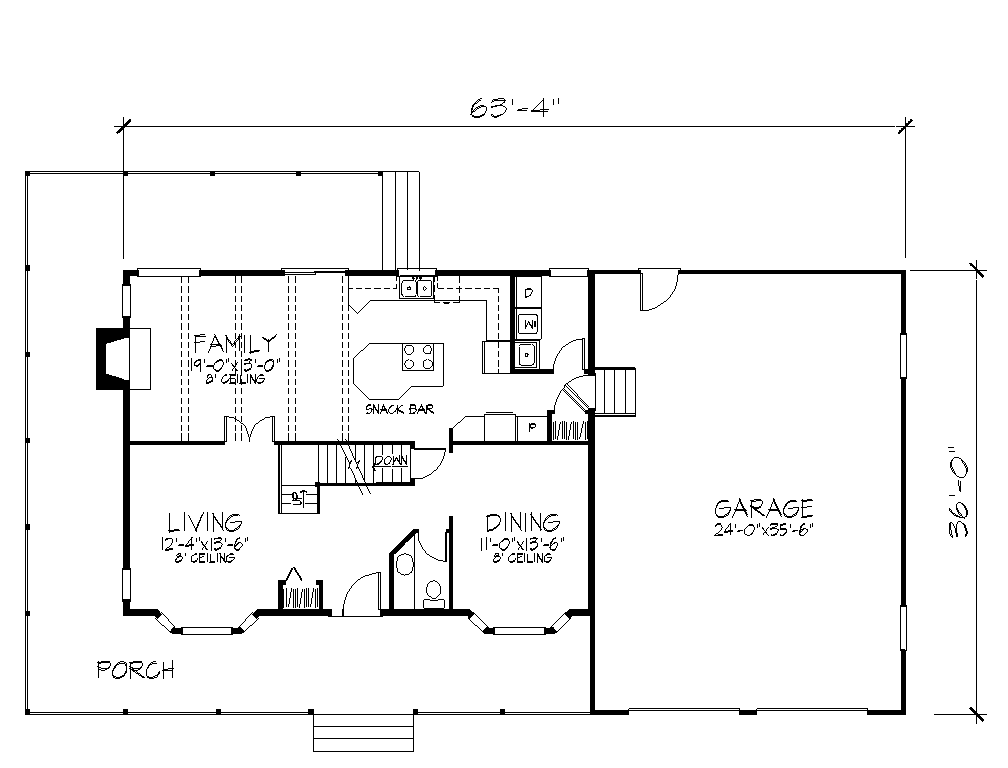 63'-4"
D
W
FAMILY
19'-0"x13'-0"
8' CEILING
SNACK BAR
P
DOWN
UP
36'-0"
GARAGE
24'-0"x35'-6"
LIVING
12'-4"x13'-6"
8' CEILING
DINING
11'-0"x13'-6"
8' CEILING
PORCH